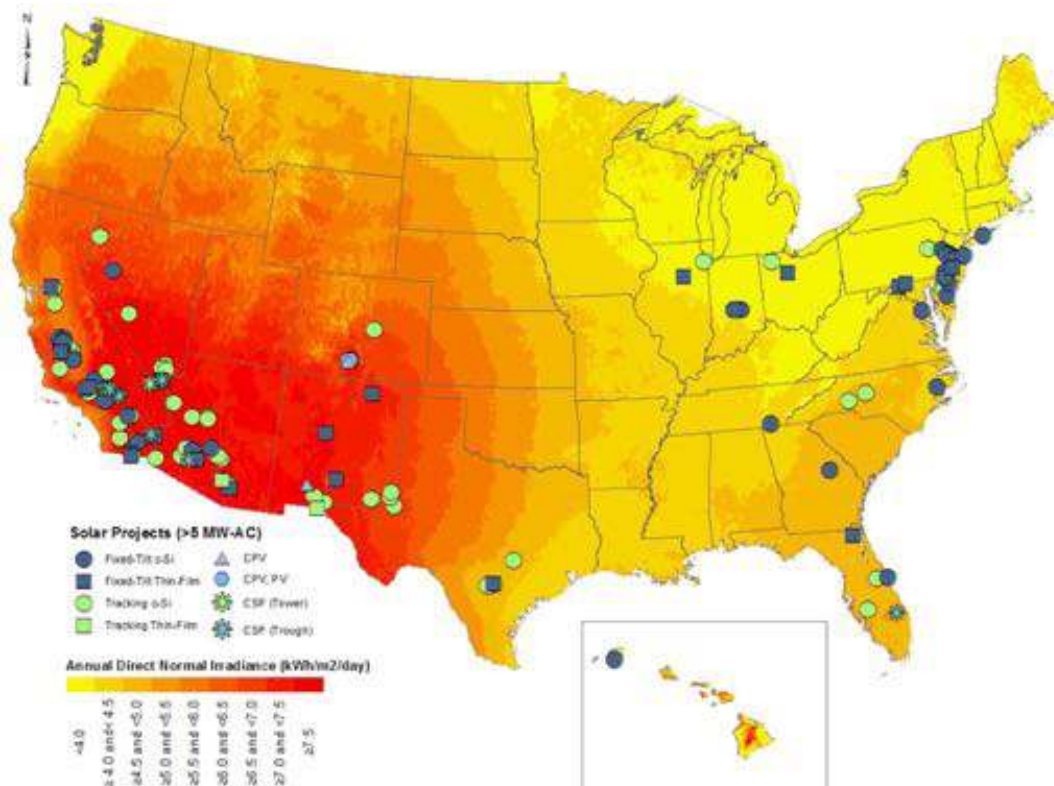 Solar Projects (>5 MW-AC)
Fixed-Tilt c-Si
Fixed-Tilt Thin-Film
Tracking c-Si
Tracking Thin-Film
CPV
CPV, PV
CSP (Tower)
CSP (Trough)
Annual Direct Normal Irradiance (kWh/m2/day)
<4.0
≥ 4.0 and < 4.5
≥4.5 and <5.0
≥5.0 and <5.5
≥5.5 and <6.0
≥6.0 and <6.5
≥6.5 and <7.0
≥7.0 and <7.5
≥7.5